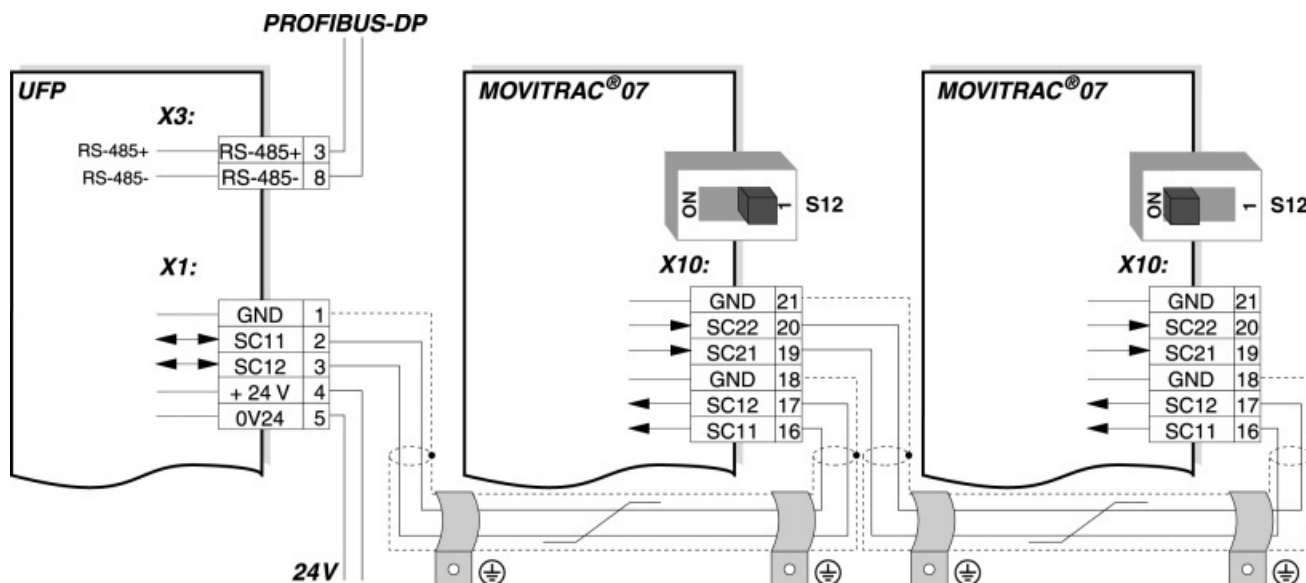 PROFIBUS-DP
UFP
X3:
RS-485+ RS-485+ 3
RS-485- RS-485- 8
X1:
GND 1
SC11 2
SC12 3
+ 24 V 4
0V24 5
24V
MOVITRAC®07
ON 1 S12
X10:
GND 21
SC22 20
SC21 19
GND 18
SC12 17
SC11 16
MOVITRAC®07
ON 1 S12
X10:
GND 21
SC22 20
SC21 19
GND 18
SC12 17
SC11 16